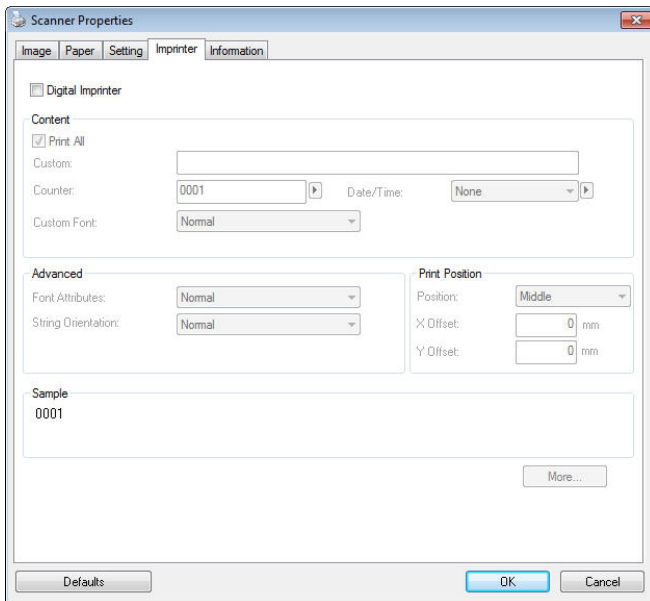 Scanner Properties
Image Paper Setting Imprinter Information
Digital Imprinter
Content
Print All
Custom:
Counter: 0001 Date/Time: None
Custom Font: Normal
Advanced
Font Attributes: Normal
String Orientation: Normal
Print Position
Position: Middle
X Offset: 0 mm
Y Offset: 0 mm
Sample
0001
More...
Defaults OK Cancel